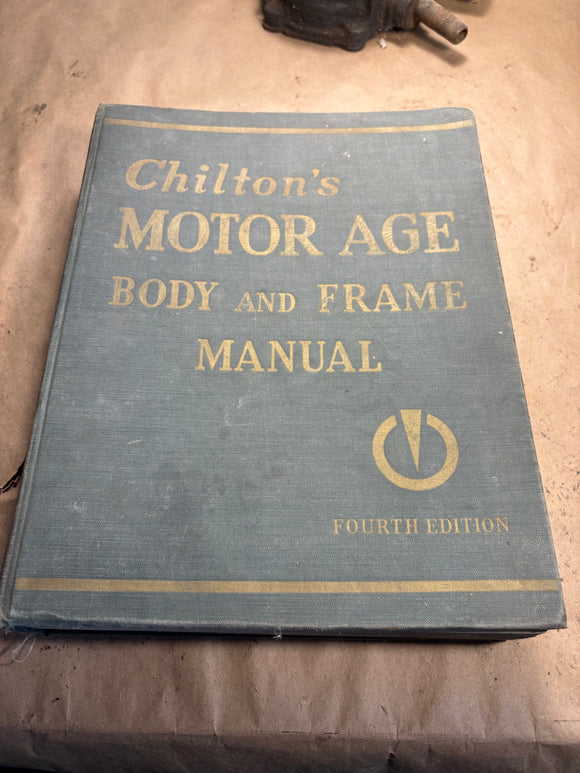 Chilton's
MOTOR AGE
BODY AND FRAME
MANUAL
FOURTH EDITION